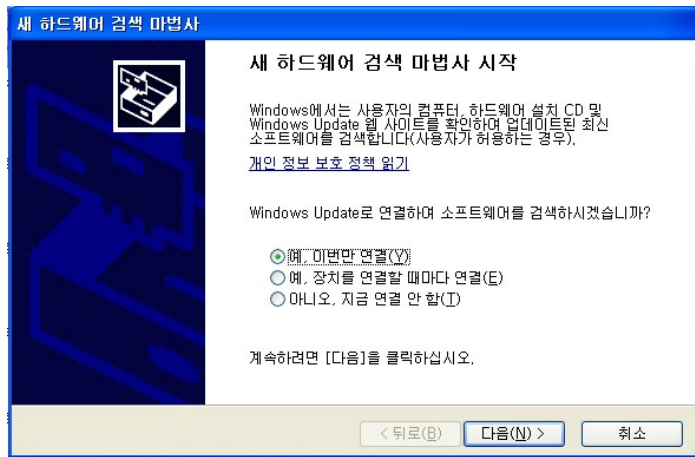 새 하드웨어 검색 마법사
새 하드웨어 검색 마법사 시작
Windows에서는 사용자의 컴퓨터, 하드웨어 설치 CD 및
Windows Update 웹 사이트를 확인하여 업데이트된 최신
소프트웨어를 검색합니다(사용자가 허용하는 경우).
개인 정보 보호 정책 읽기
Windows Update로 연결하여 소프트웨어를 검색하시겠습니까?
예, 이번만 연결(Y)
예, 장치를 연결할 때마다 연결(E)
아니오, 지금 연결 안 함(T)
계속하려면 [다음]을 클릭하십시오.
< 뒤로(B) 다음(N) > 취소